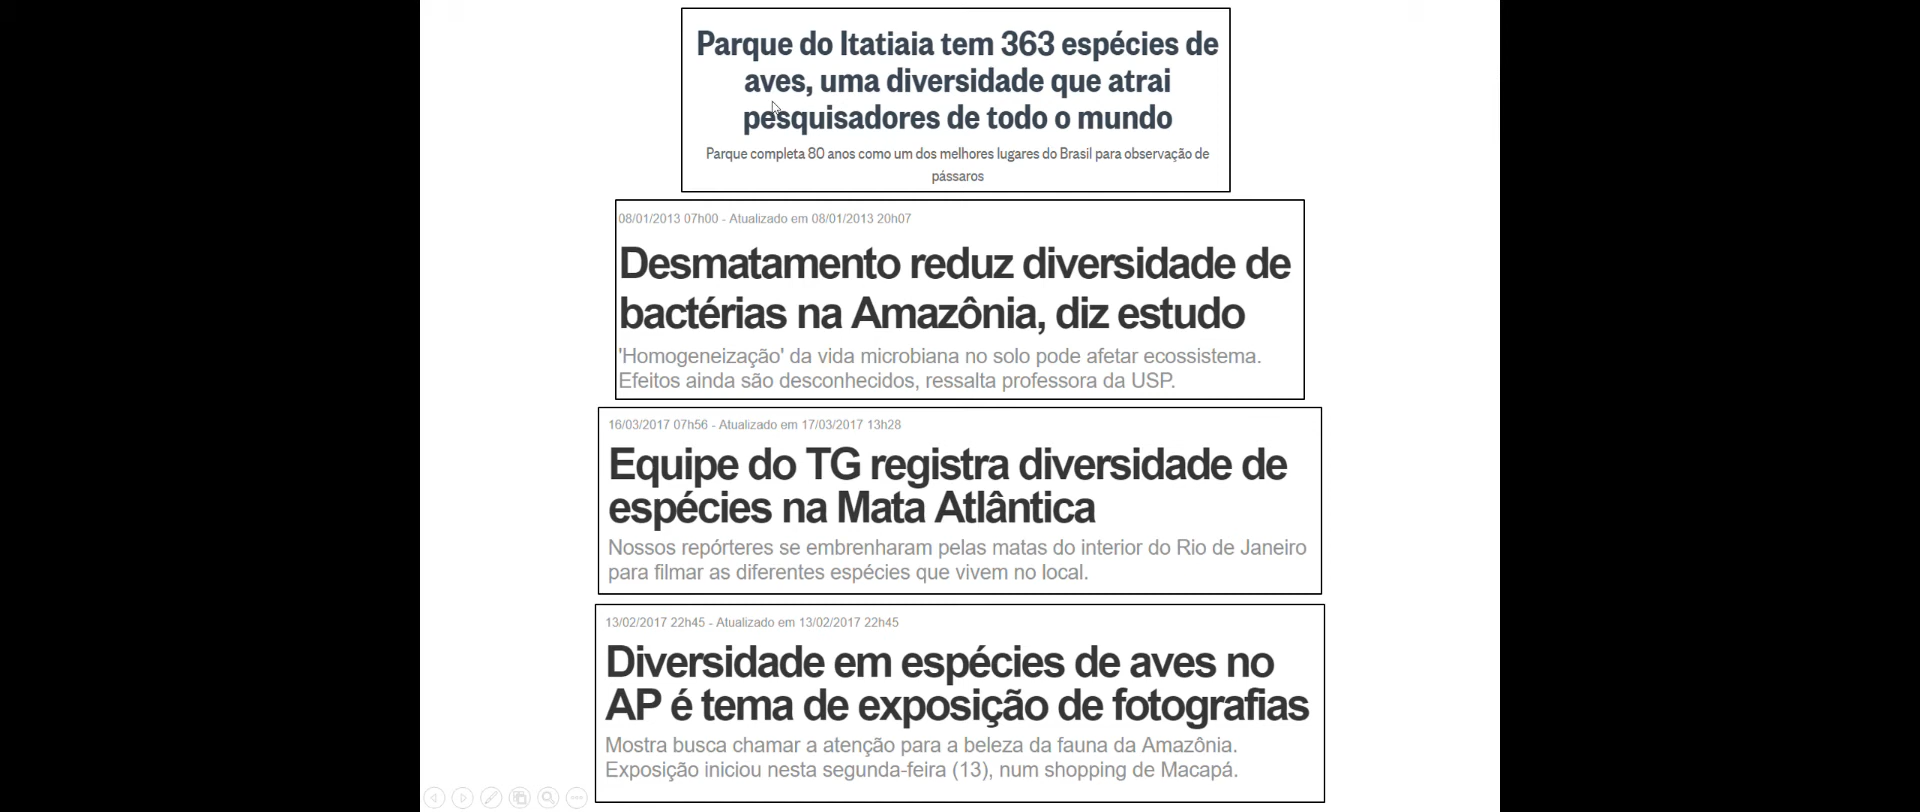 Parque do Itatiaia tem 363 espécies de
aves, uma diversidade que atrai
pesquisadores de todo o mundo
Parque completa 80 anos como um dos melhores lugares do Brasil para observação de
pássaros
08/01/2013 07h00 - Atualizado em 08/01/2013 20h07
Desmatamento reduz diversidade de
bactérias na Amazônia, diz estudo
'Homogeneização' da vida microbiana no solo pode afetar ecossistema.
Efeitos ainda são desconhecidos, ressalta professora da USP.
16/03/2017 07h56 - Atualizado em 17/03/2017 13h28
Equipe do TG registra diversidade de
espécies na Mata Atlântica
Nossos repórteres se embrenharam pelas matas do interior do Rio de Janeiro
para filmar as diferentes espécies que vivem no local.
13/02/2017 22h45 - Atualizado em 13/02/2017 22h45
Diversidade em espécies de aves no
AP é tema de exposição de fotografias
Mostra busca chamar a atenção para a beleza da fauna da Amazônia.
Exposição iniciou nesta segunda-feira (13), num shopping de Macapá.